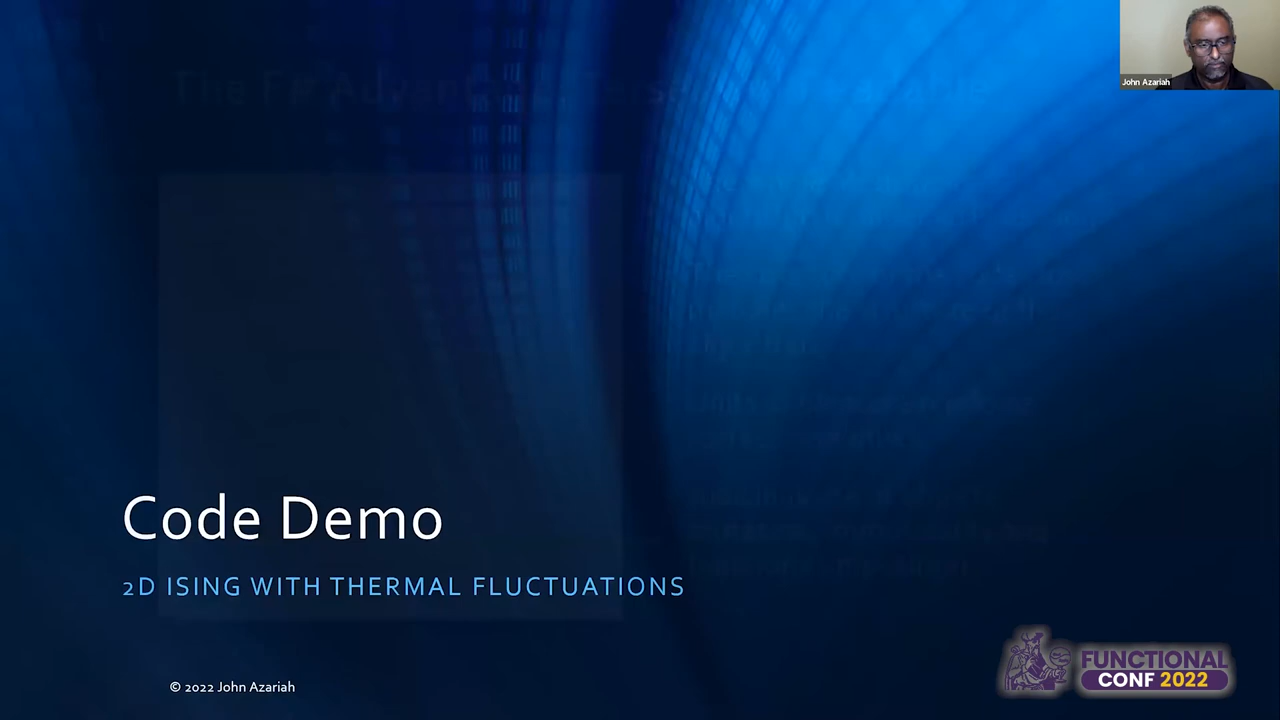 John Azariah
Code Demo
2D ISING WITH THERMAL FLUCTUATIONS
© 2022 John Azariah
FUNCTIONAL
CONF 2022